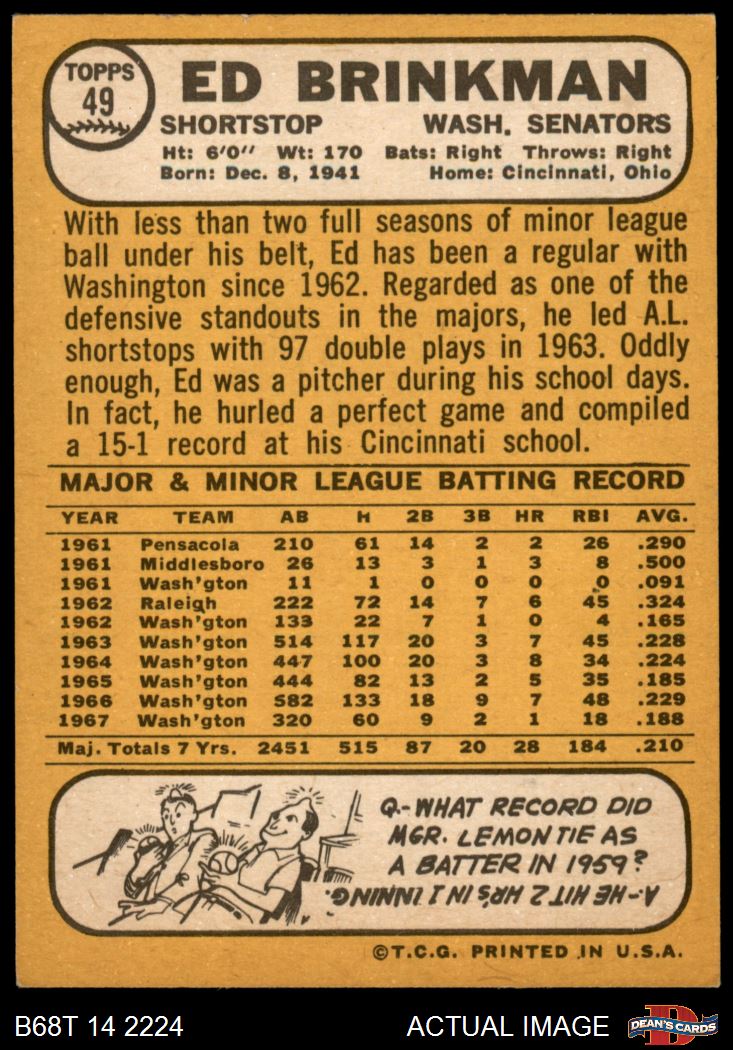 TOPPS
49
ED BRINKMAN
SHORTSTOP WASH. SENATORS
Ht: 6'0" Wt: 170 Bats: Right Throws: Right
Born: Dec. 8, 1941 Home: Cincinnati, Ohio
With less than two full seasons of minor league
ball under his belt, Ed has been a regular with
Washington since 1962. Regarded as one of the
defensive standouts in the majors, he led A.L.
shortstops with 97 double plays in 1963. Oddly
enough, Ed was a pitcher during his school days.
In fact, he hurled a perfect game and compiled
a 15-1 record at his Cincinnati school.
MAJOR & MINOR LEAGUE BATTING RECORD
YEAR TEAM AB H 2B 3B HR RBI AVG.
1961 Pensacola 210 61 14 2 2 26 .290
1961 Middlesboro 26 13 3 1 3 8 .500
1961 Wash'gton 11 1 0 0 0 0 .091
1962 Raleigh 222 72 14 7 6 45 .324
1962 Wash'gton 133 22 7 1 0 4 .165
1963 Wash'gton 514 117 20 3 7 45 .228
1964 Wash'gton 447 100 20 3 8 34 .224
1965 Wash'gton 444 82 13 2 5 35 .185
1966 Wash'gton 582 133 18 9 7 48 .229
1967 Wash'gton 320 60 9 2 1 18 .188
Maj. Totals 7 Yrs. 2451 515 87 20 28 184 .210
Q.-WHAT RECORD DID
MGR. LEMON TIE AS
A BATTER IN 1959?
A.-HE HIT 2 HR'S IN 1 INNING.
©T.C.G. PRINTED IN U.S.A.
B68T 14 2224 ACTUAL IMAGE
D
DEAN'S CARDS